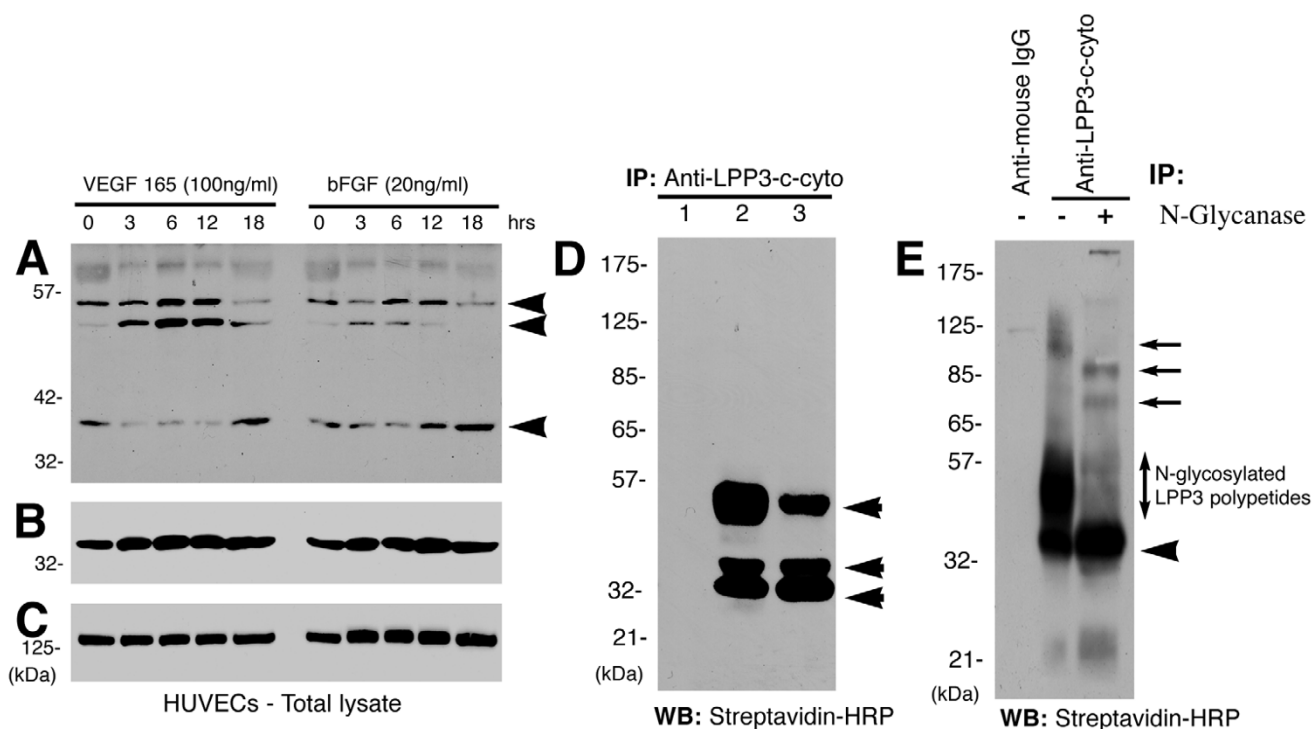 VEGF 165 (100ng/ml) bFGF (20ng/ml)
0 3 6 12 18 0 3 6 12 18 hrs
A
57-
42-
32-
B
32-
C
125-
(kDa)
HUVECs - Total lysate
IP: Anti-LPP3-c-cyto
1 2 3
D
175-
125-
85-
65-
57-
32-
21-
(kDa)
WB: Streptavidin-HRP
Anti-mouse IgG
Anti-LPP3-c-cyto
IP:
- - + N-Glycanase
E
175-
125-
85-
65-
57-
N-glycosylated
LPP3 polypetides
32-
21-
(kDa)
WB: Streptavidin-HRP